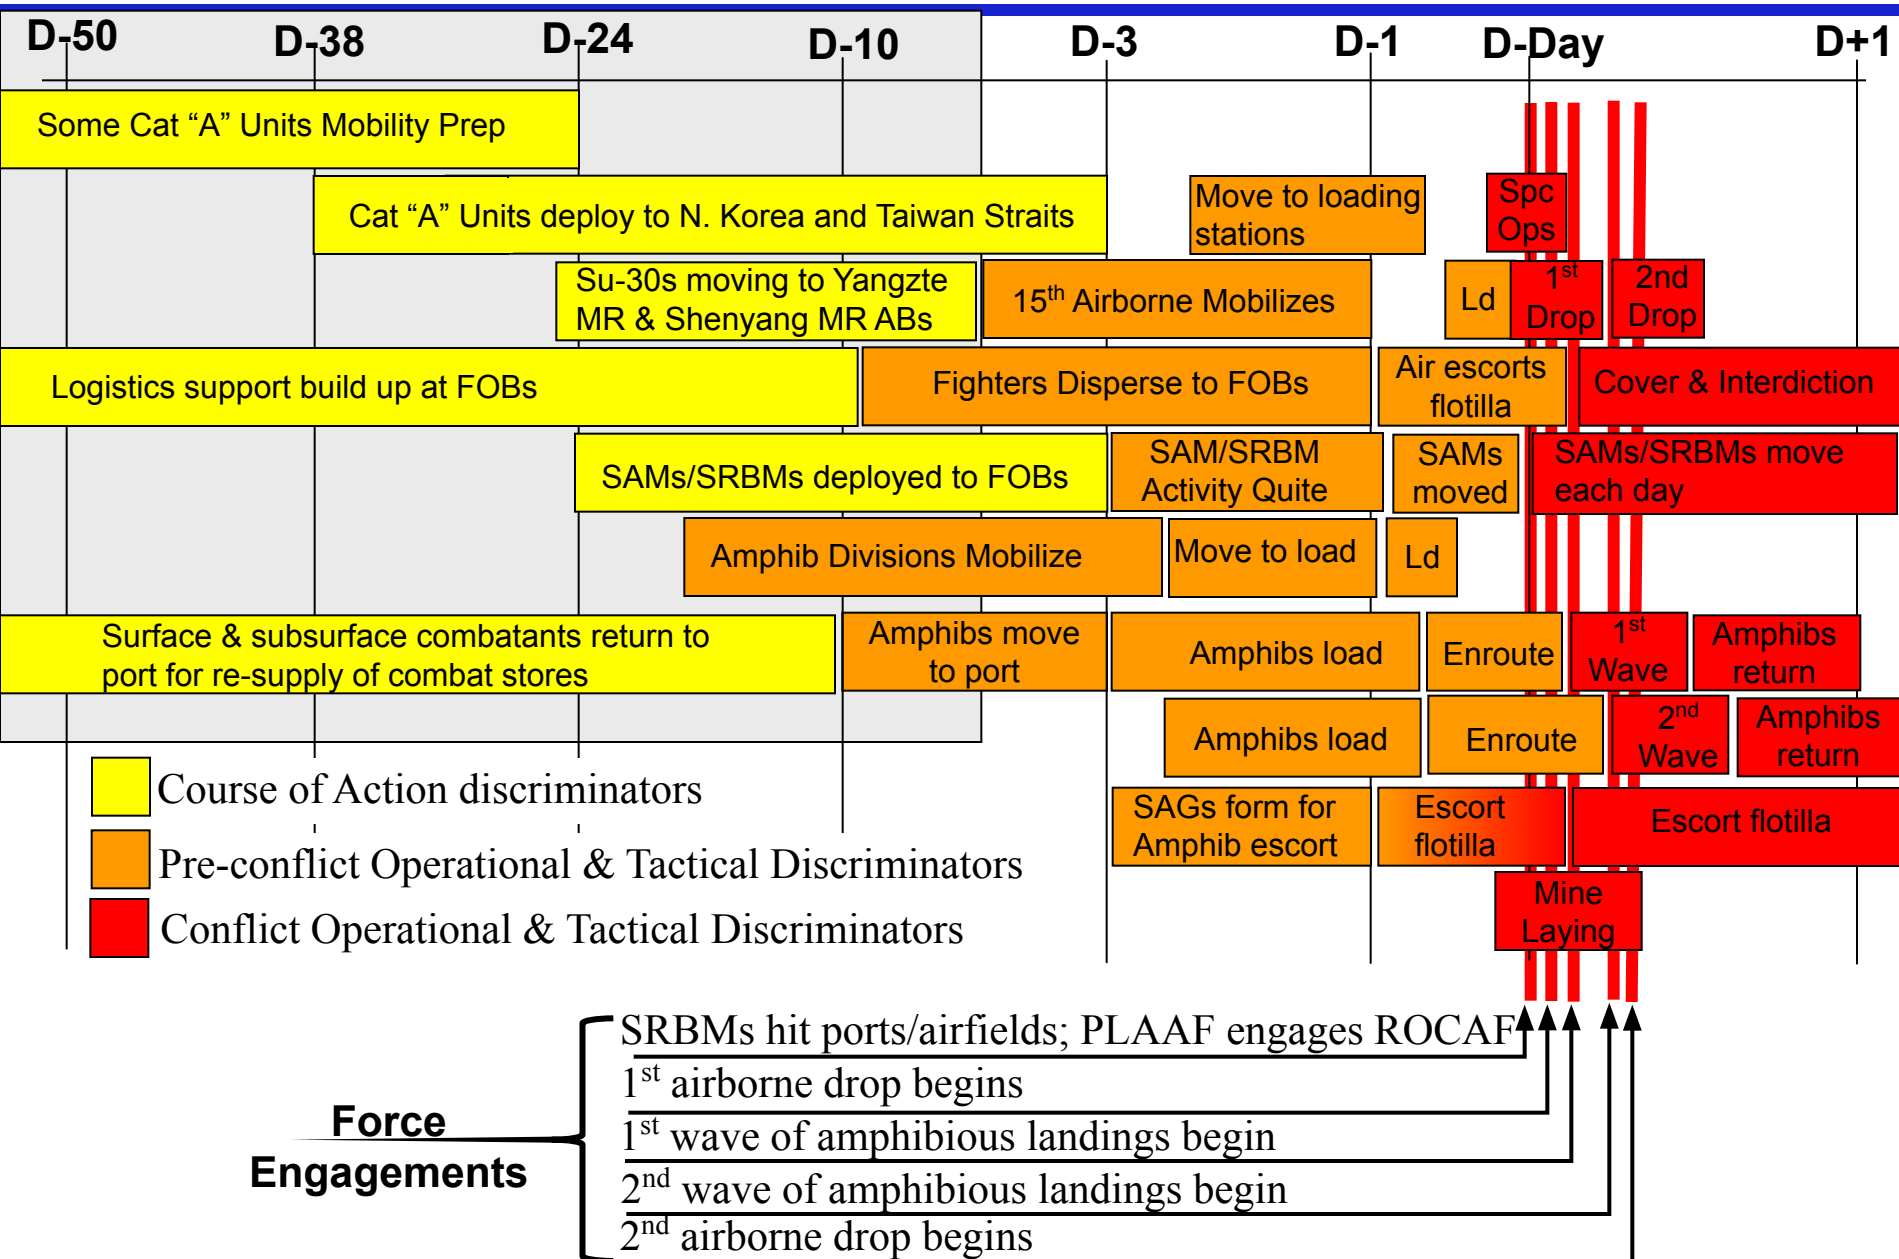 D-50 D-38 D-24 D-10 D-3 D-1 D-Day D+1
Some Cat “A” Units Mobility Prep
Cat “A” Units deploy to N. Korea and Taiwan Straits
Move to loading
stations
Spc
Ops
Su-30s moving to Yangzte
MR & Shenyang MR ABs
15th Airborne Mobilizes
Ld
1st
Drop
2nd
Drop
Logistics support build up at FOBs
Fighters Disperse to FOBs
Air escorts
flotilla
Cover & Interdiction
SAMs/SRBMs deployed to FOBs
SAM/SRBM
Activity Quite
SAMs
moved
SAMs/SRBMs move
each day
Amphib Divisions Mobilize
Move to load
Ld
Surface & subsurface combatants return to
port for re-supply of combat stores
Amphibs move
to port
Amphibs load
Enroute
1st
Wave
Amphibs
return
Amphibs load
Enroute
2nd
Wave
Amphibs
return
SAGs form for
Amphib escort
Escort
flotilla
Escort flotilla
Mine
Laying
Course of Action discriminators
Pre-conflict Operational & Tactical Discriminators
Conflict Operational & Tactical Discriminators
Force
Engagements
SRBMs hit ports/airfields; PLAAF engages ROCAF
1st airborne drop begins
1st wave of amphibious landings begin
2nd wave of amphibious landings begin
2nd airborne drop begins